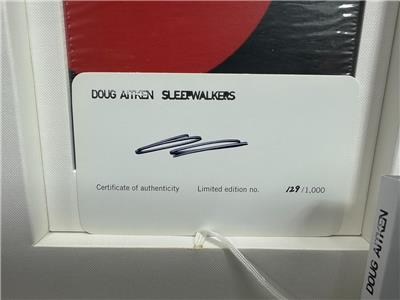 DOUG AITKEN SLEEPWALKERS
Certificate of authenticity Limited edition no. 129/1,000
DOUG AITKEN